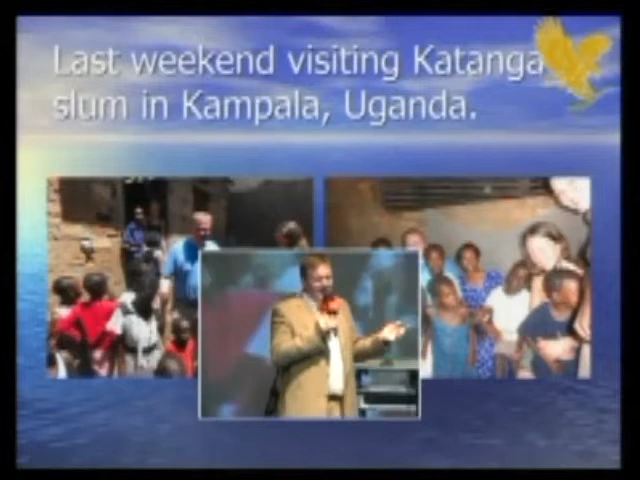 Last weekend visiting Katanga
slum in Kampala, Uganda.